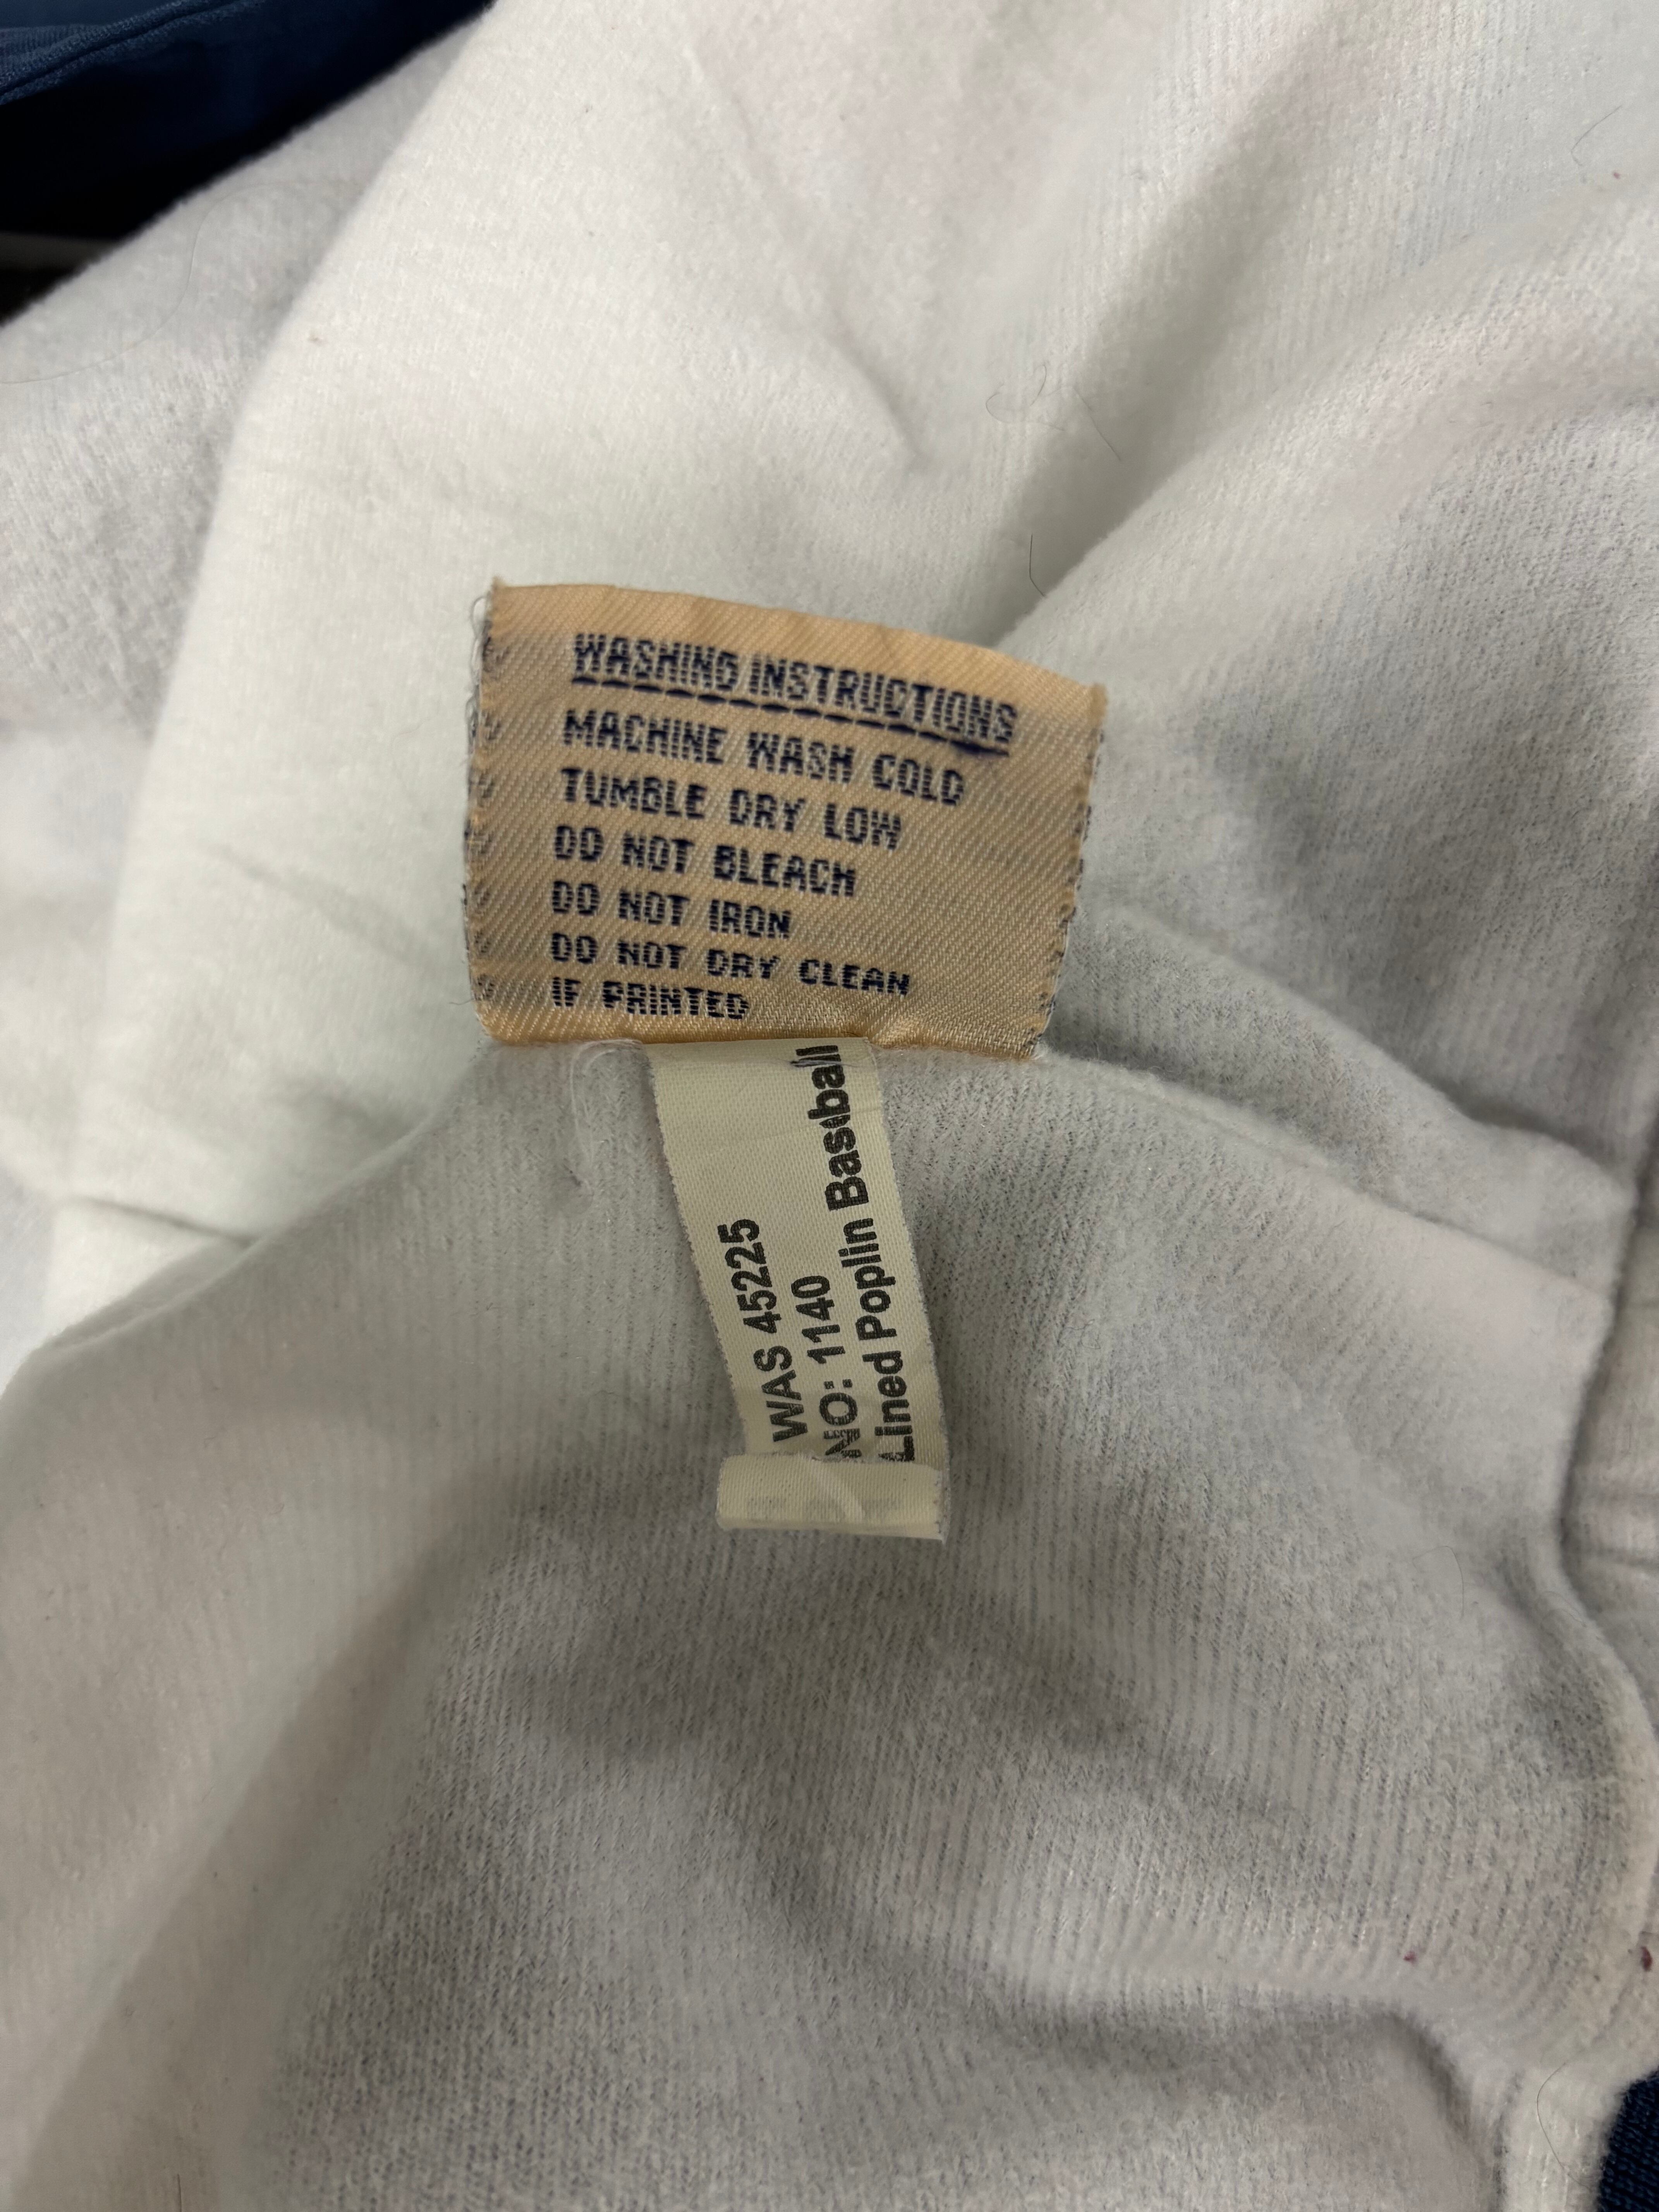 WASHING INSTRUCTIONS
MACHINE WASH COLD
TUMBLE DRY LOW
DO NOT BLEACH
DO NOT IRON
DO NOT DRY CLEAN
IF PRINTED
WAS 45225
NO: 1140
Lined Poplin Baseball